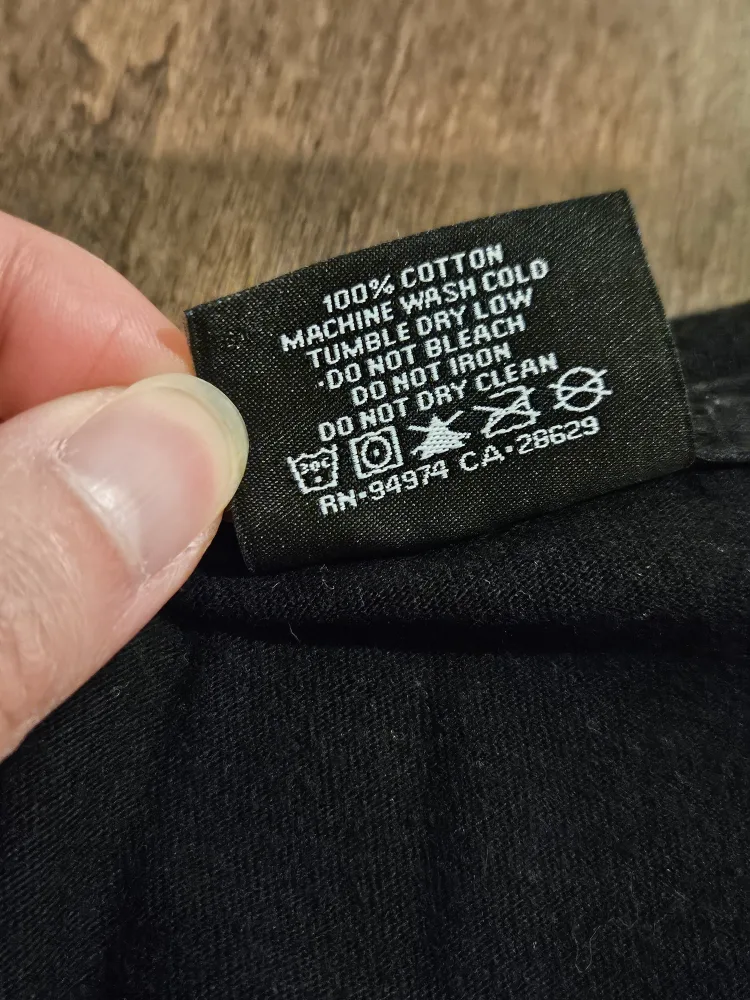 100% COTTON
MACHINE WASH COLD
TUMBLE DRY LOW
·DO NOT BLEACH
DO NOT IRON
DO NOT DRY CLEAN
30C
RN·94974 CA·28629